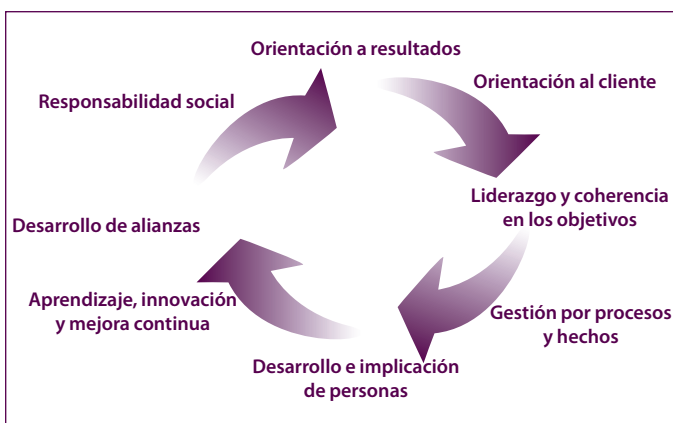 Orientación a resultados
Orientación al cliente
Liderazgo y coherencia
en los objetivos
Gestión por procesos
y hechos
Desarrollo e implicación
de personas
Aprendizaje, innovación
y mejora continua
Desarrollo de alianzas
Responsabilidad social